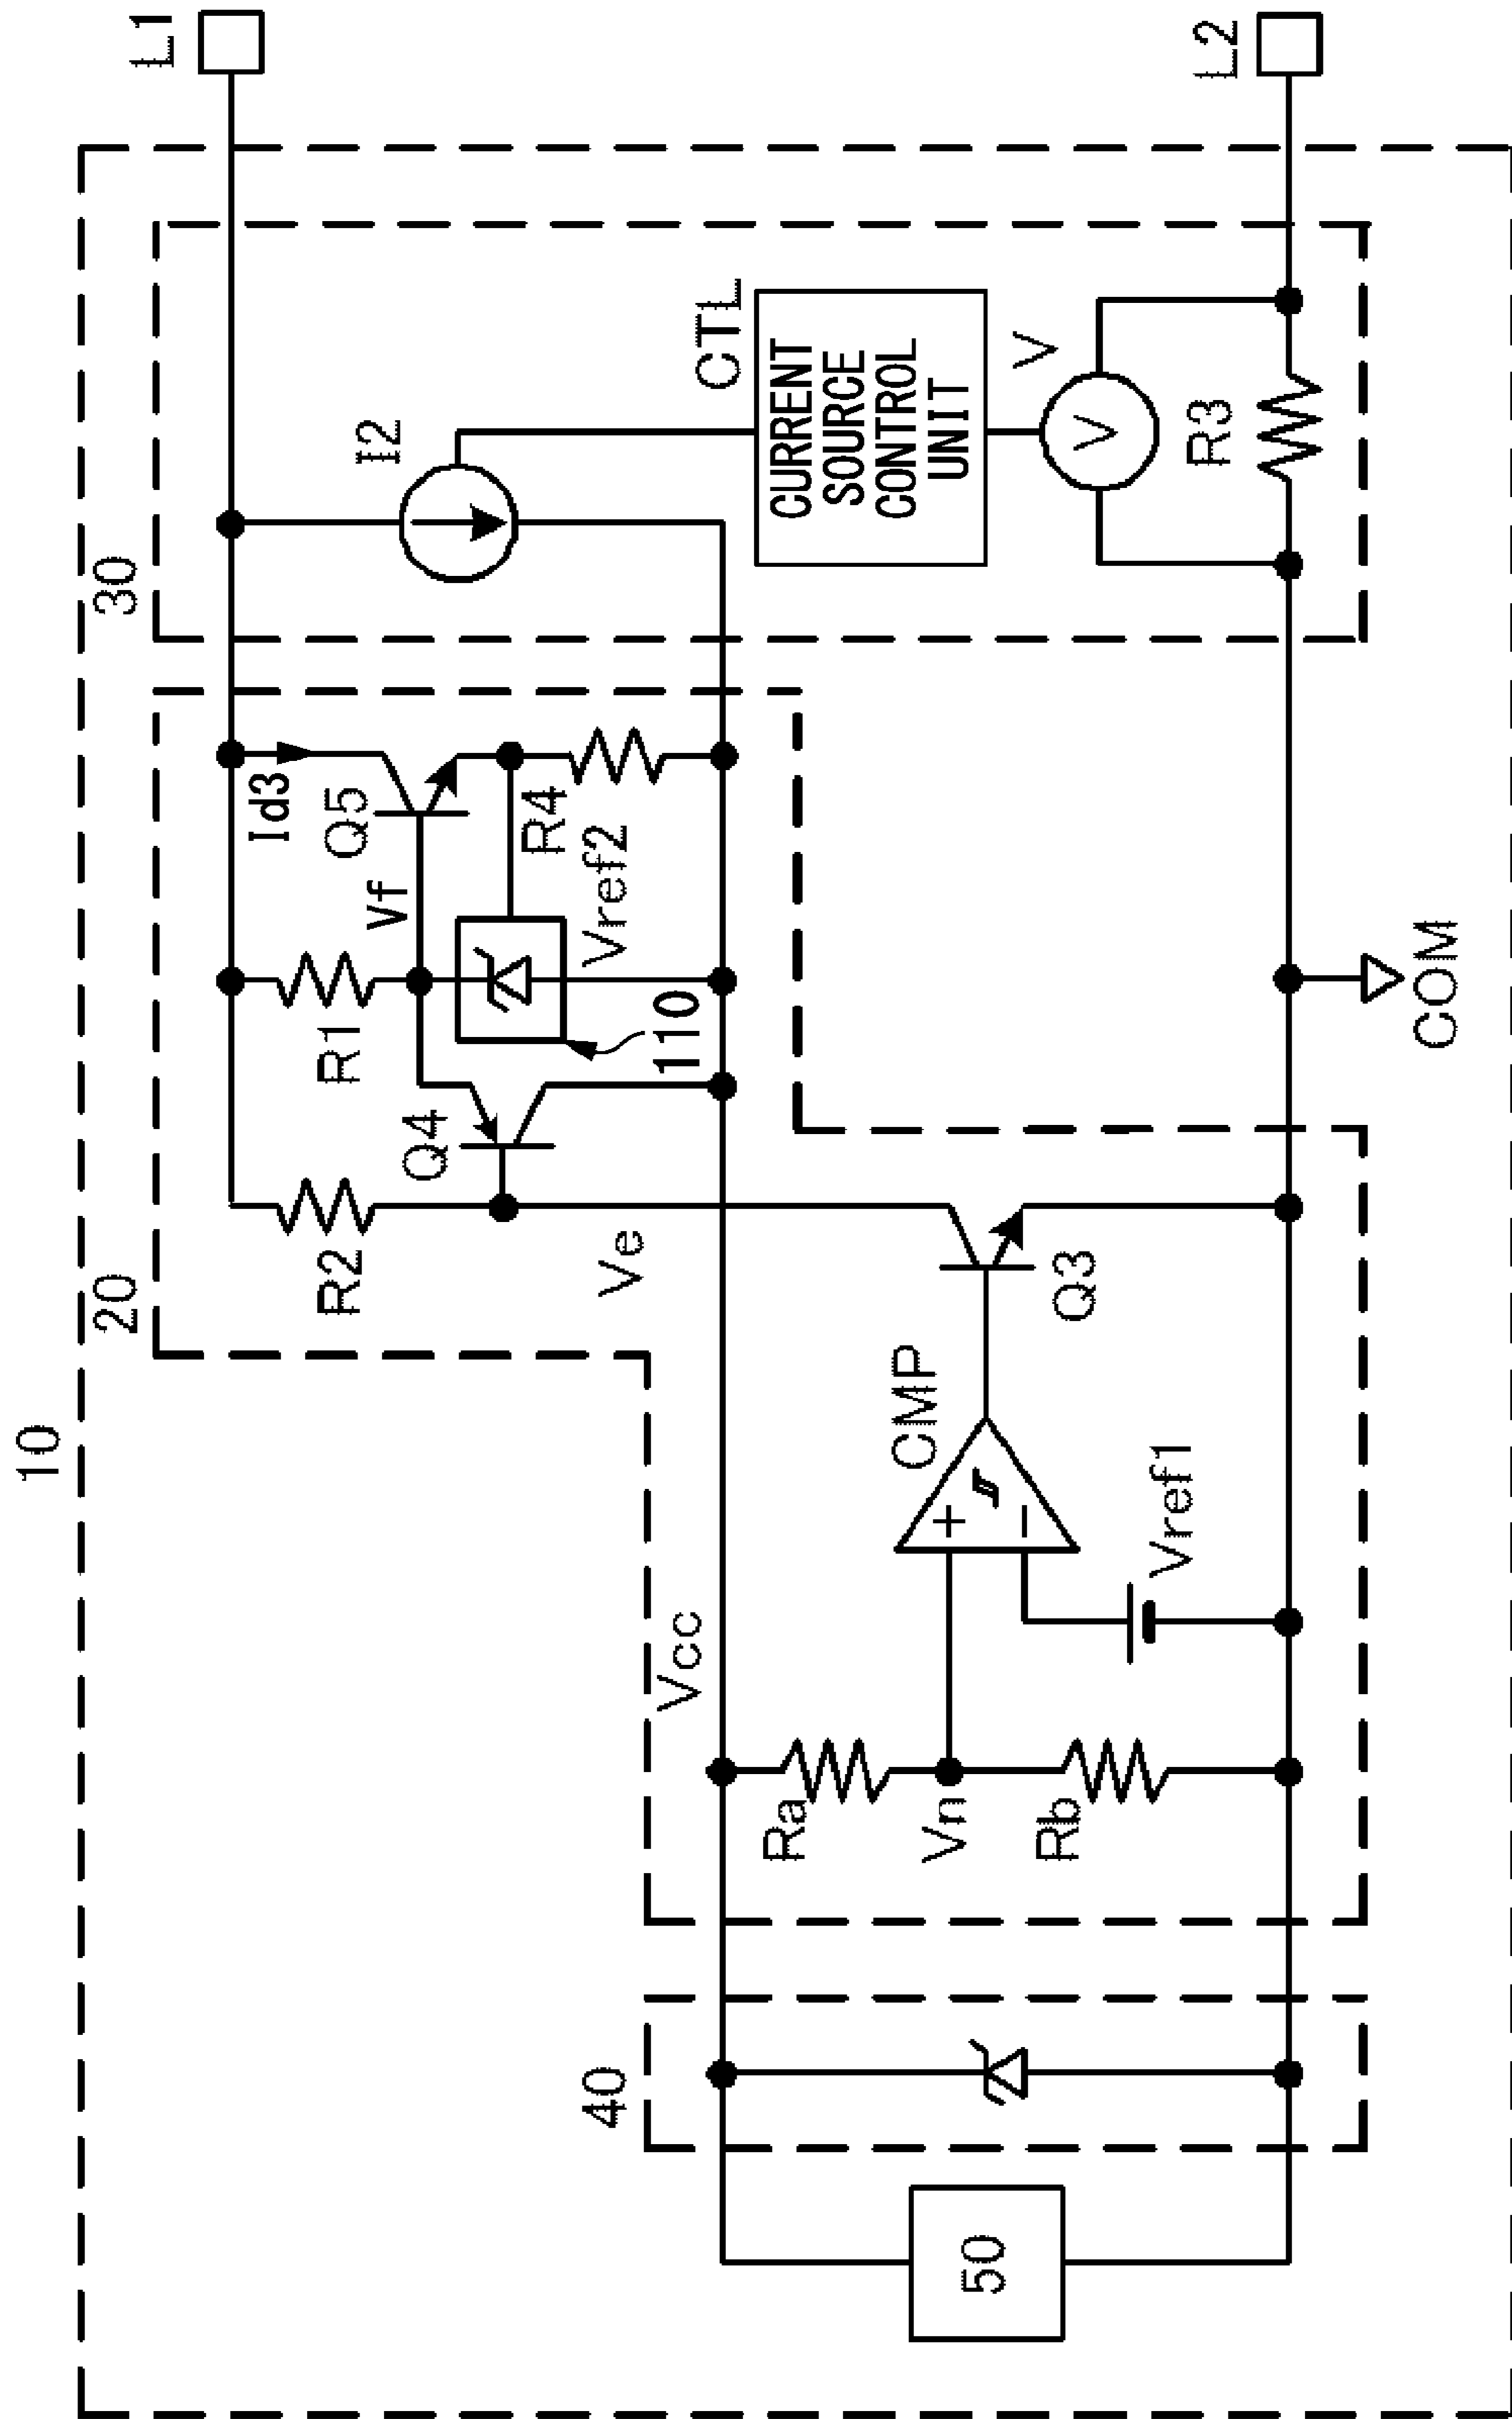 10
20
30
L1
R2
R1
Id3
Q4
Vf
Q5
I2
Ve
110
Vref2
R4
CTL
40
Vcc
CURRENT
SOURCE
CONTROL
UNIT
Ra
CMP
+
−
Q3
V
V
50
Vn
Rb
Vref1
R3
L2
COM